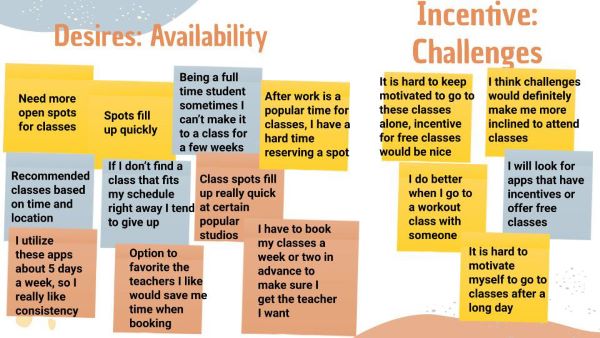 Desires: Availability
Need more
open spots
for classes
Spots fill
up quickly
Being a full
time student
sometimes I
can't make it
to a class for
a few weeks
After work is a
popular time for
classes, I have a
hard time
reserving a spot
Recommended
classes based
on time and
location
If I don't find a
class that fits
my schedule
right away I tend
to give up
Class spots fill
up really quick
at certain
popular
studios
I utilize
these apps
about 5 days
a week, so I
really like
consistency
Option to
favorite the
teachers I like
would save me
time when
booking
I have to book
my classes a
week or two in
advance to
make sure I
get the teacher
I want
Incentive:
Challenges
It is hard to keep
motivated to go to
these classes
alone, incentive
for free classes
would be nice
I think challenges
would definitely
make me more
inclined to attend
classes
I do better
when I go to
a workout
class with
someone
I will look for
apps that have
incentives or
offer free
classes
It is hard to
motivate
myself to go to
classes after a
long day